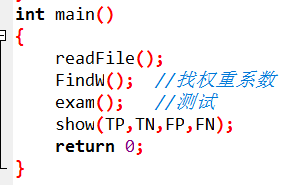 int main()
{
readFile();
FindW(); //找权重系数
exam(); //测试
show(TP,TN,FP,FN);
return 0;
}